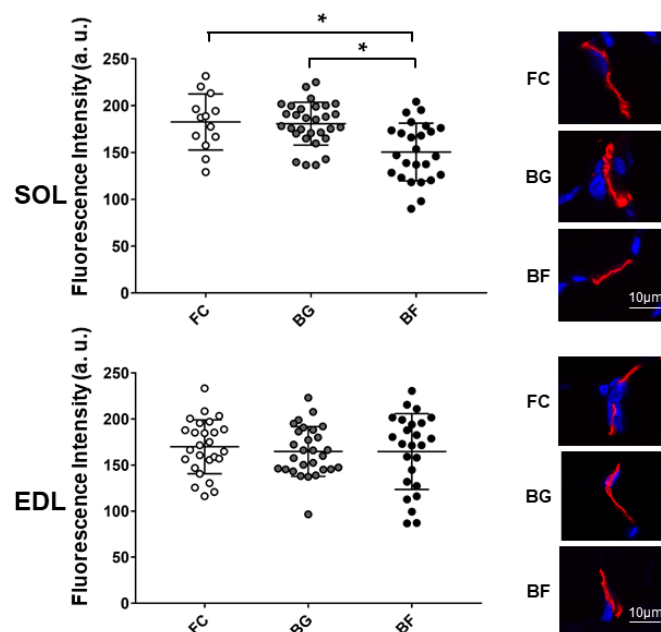 *
*
Fluorescence Intensity (a. u.)
250
200
150
100
50
0
SOL
FC
BG
BF
FC
BG
BF
10µm
Fluorescence Intensity (a. u.)
250
200
150
100
50
0
EDL
FC
BG
BF
FC
BG
BF
10µm